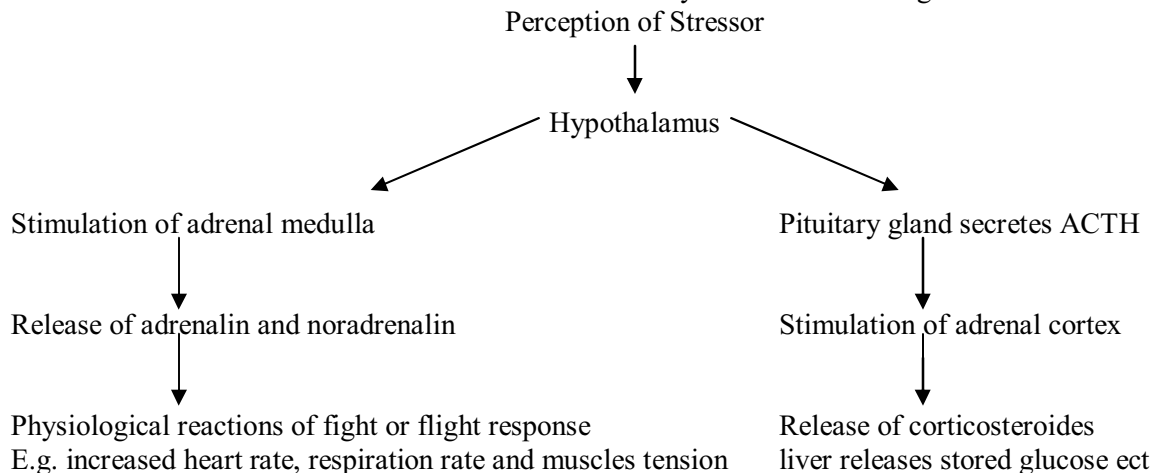 Perception of Stressor
Hypothalamus
Stimulation of adrenal medulla
Pituitary gland secretes ACTH
Release of adrenalin and noradrenalin
Stimulation of adrenal cortex
Physiological reactions of fight or flight response
E.g. increased heart rate, respiration rate and muscles tension
Release of corticosteroides
liver releases stored glucose ect